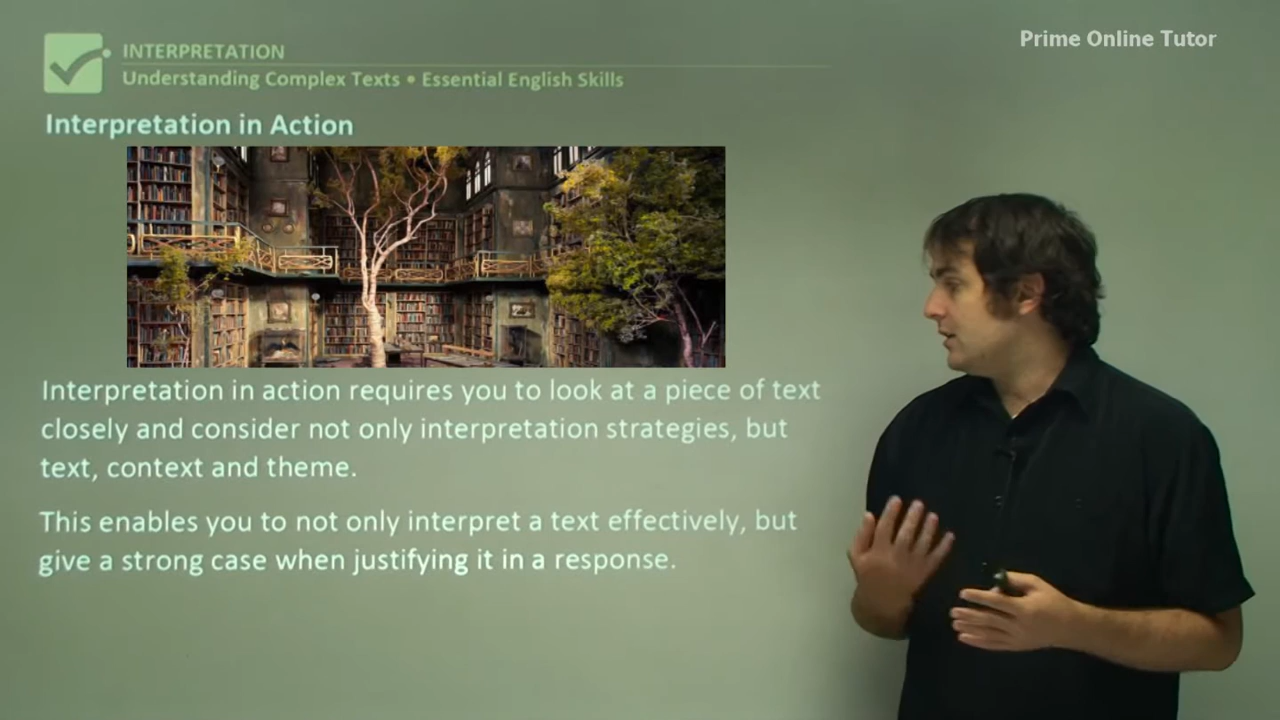 Prime Online Tutor
INTERPRETATION
Understanding Complex Texts • Essential English Skills
Interpretation in Action
Interpretation in action requires you to look at a piece of text
closely and consider not only interpretation strategies, but
text, context and theme.
This enables you to not only interpret a text effectively, but
give a strong case when justifying it in a response.